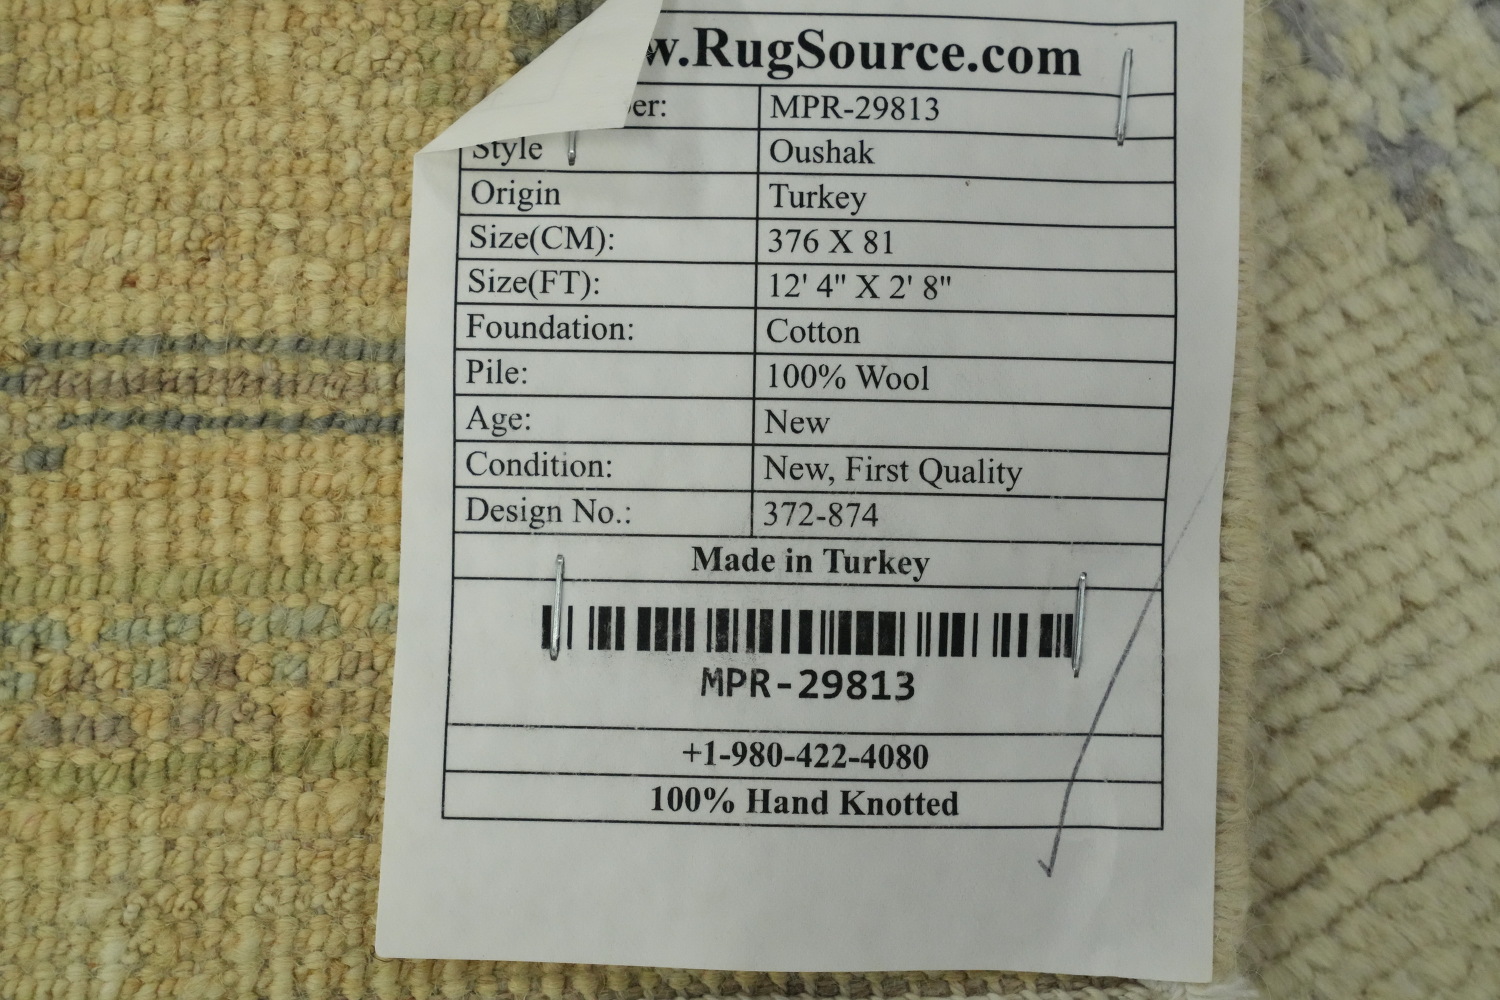 w.RugSource.com
er: MPR-29813
Style Oushak
Origin Turkey
Size(CM): 376 X 81
Size(FT): 12' 4" X 2' 8"
Foundation: Cotton
Pile: 100% Wool
Age: New
Condition: New, First Quality
Design No.: 372-874
Made in Turkey
MPR-29813
+1-980-422-4080
100% Hand Knotted